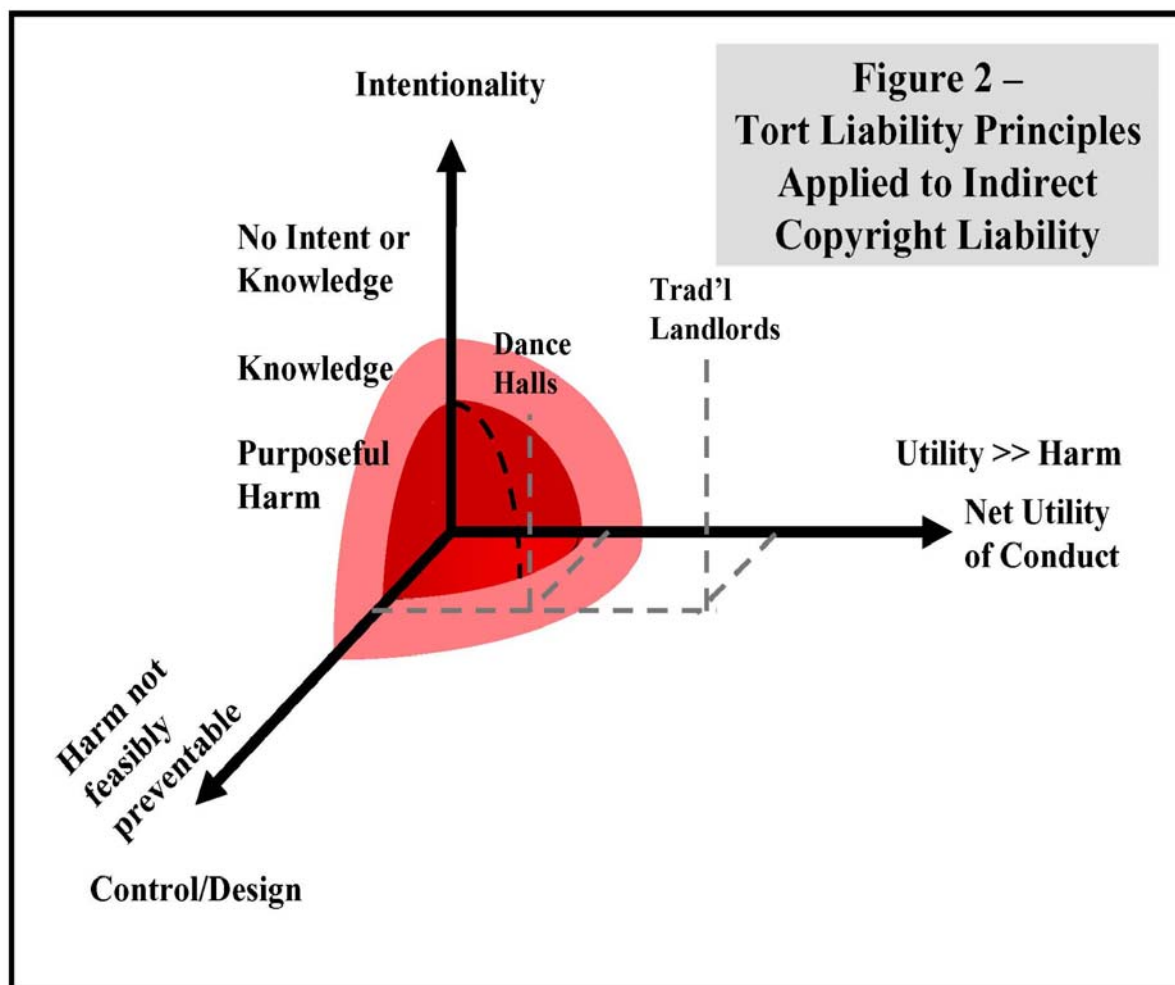 Figure 2 –
Tort Liability Principles
Applied to Indirect
Copyright Liability
Intentionality
No Intent or
Knowledge
Knowledge
Purposeful
Harm
Dance
Halls
Trad’l
Landlords
Utility >> Harm
Net Utility
of Conduct
Harm not
feasibly
preventable
Control/Design